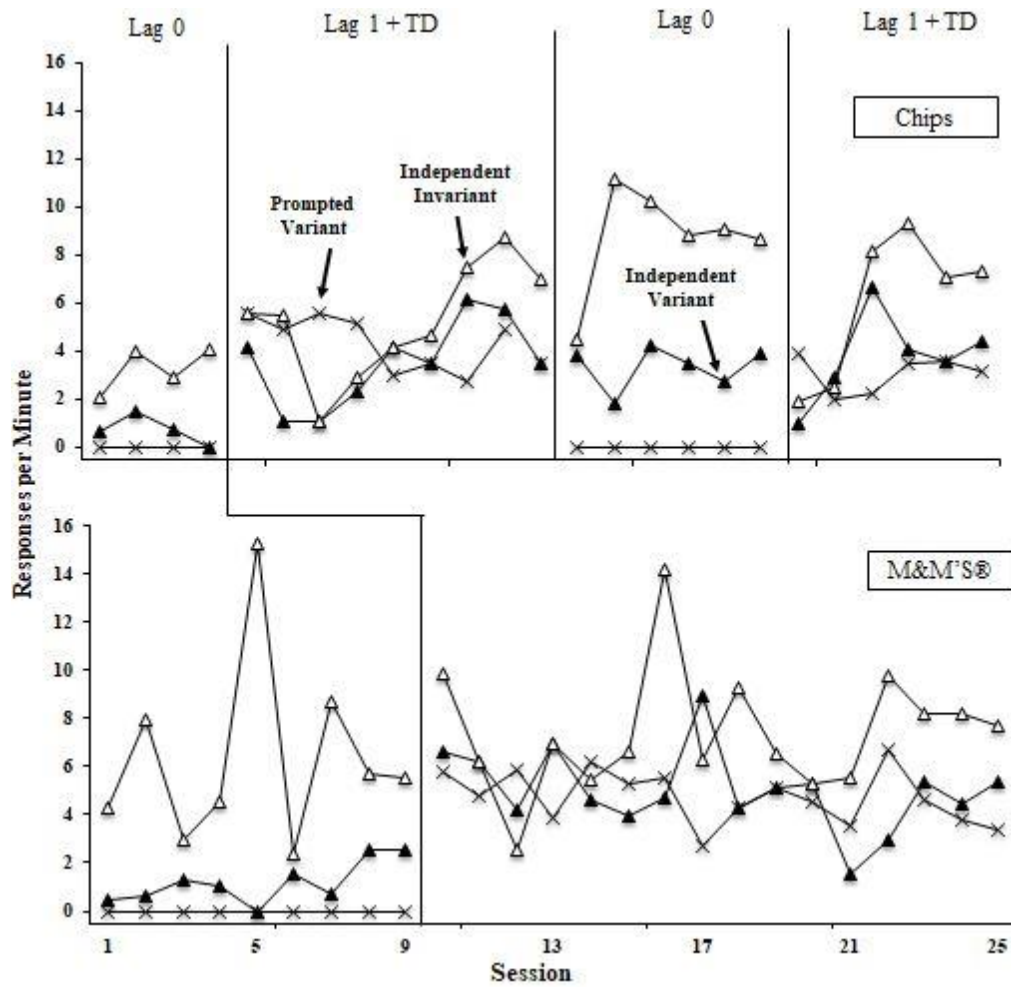 Lag 0
Lag 1 + TD
Lag 0
Lag 1 + TD
16
14
12
10
8
6
4
2
0
Chips
Prompted
Variant
Independent
Invariant
Independent
Variant
Responses per Minute
16
14
12
10
8
6
4
2
0
M&M'S®
1
5
9
13
17
21
25
Session